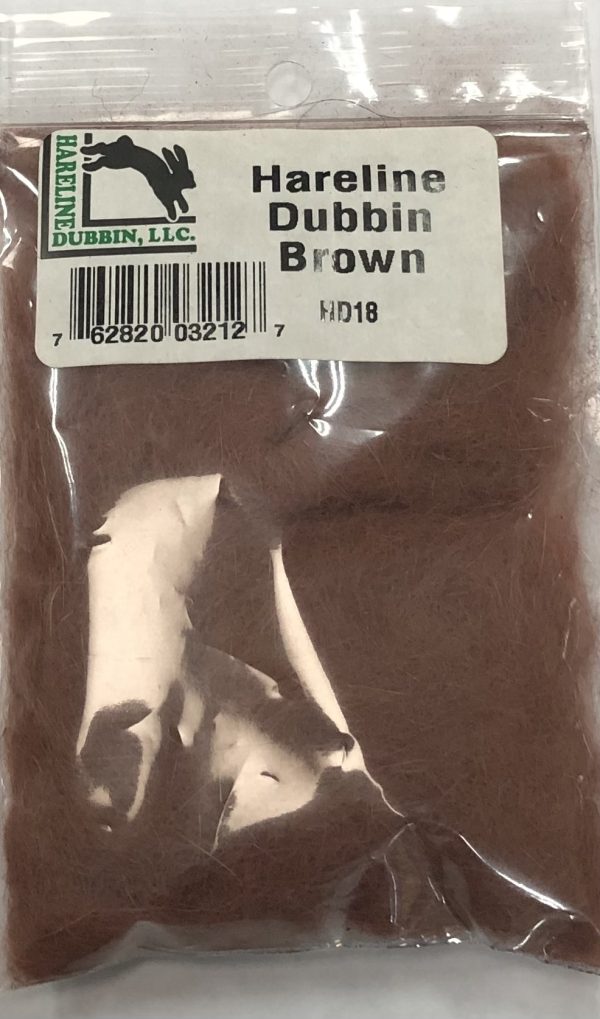 HARELINE
DUBBIN, LLC.
Hareline
Dubbin
Brown
HD18
7 62820 03212 7